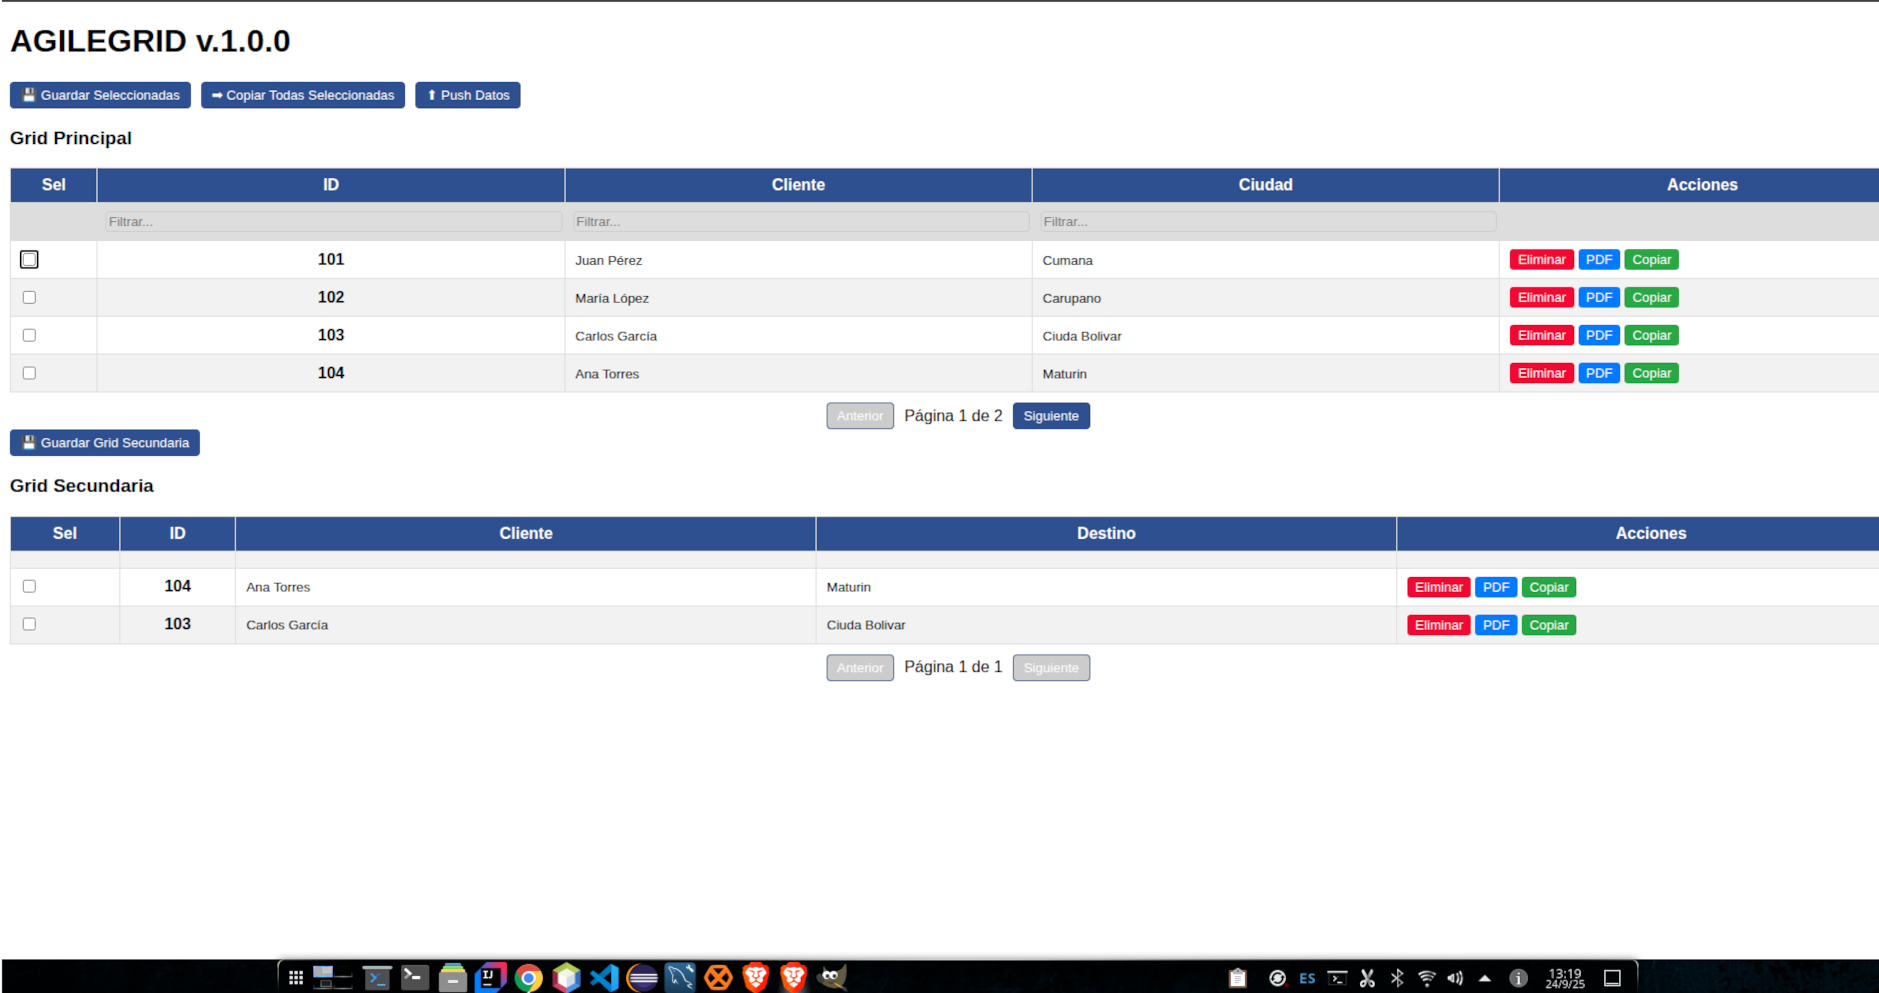 AGILEGRID v.1.0.0
Guardar Seleccionadas Copiar Todas Seleccionadas Push Datos
Grid Principal
Sel ID Cliente Ciudad Acciones
Filtrar... Filtrar... Filtrar...
101 Juan Pérez Cumana Eliminar PDF Copiar
102 María López Carupano Eliminar PDF Copiar
103 Carlos García Ciuda Bolivar Eliminar PDF Copiar
104 Ana Torres Maturin Eliminar PDF Copiar
Anterior Página 1 de 2 Siguiente
Guardar Grid Secundaria
Grid Secundaria
Sel ID Cliente Destino Acciones
104 Ana Torres Maturin Eliminar PDF Copiar
103 Carlos García Ciuda Bolivar Eliminar PDF Copiar
Anterior Página 1 de 1 Siguiente
IJ ES 13:19
24/9/25